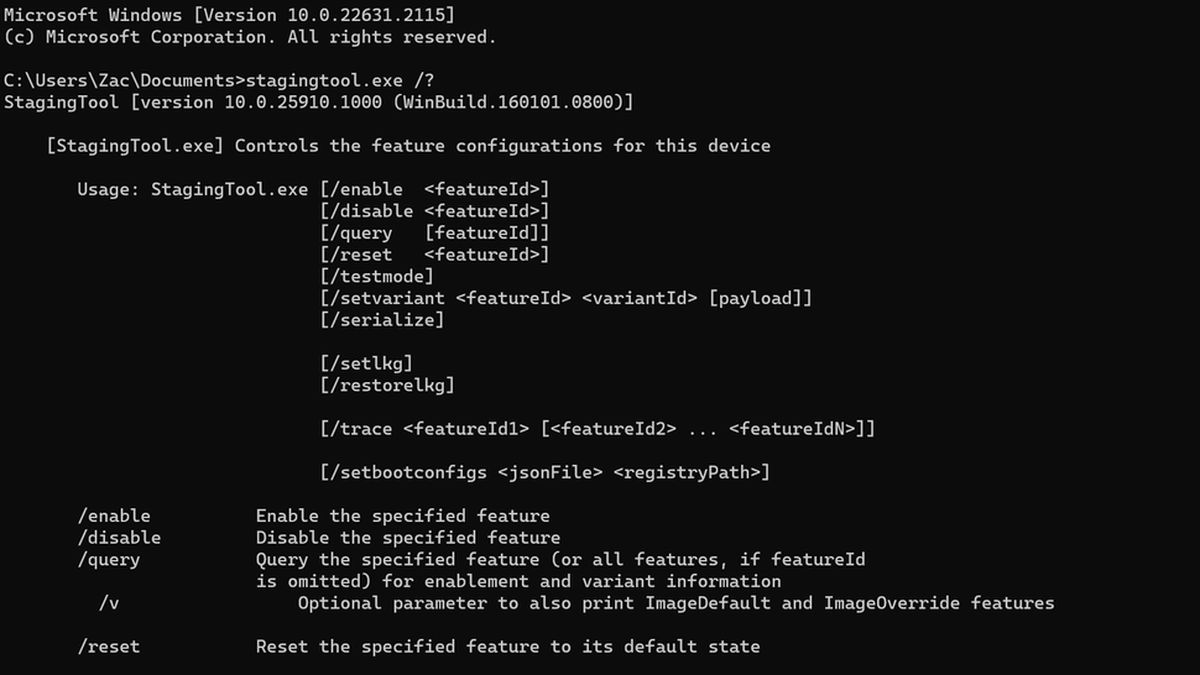 Microsoft Windows [Version 10.0.22631.2115]
(c) Microsoft Corporation. All rights reserved.
C:\Users\Zac\Documents>stagingtool.exe /?
StagingTool [version 10.0.25910.1000 (WinBuild.160101.0800)]
[StagingTool.exe] Controls the feature configurations for this device
Usage: StagingTool.exe [/enable <featureId>]
[/disable <featureId>]
[/query [featureId]]
[/reset <featureId>]
[/testmode]
[/setvariant <featureId> <variantId> [payload]]
[/serialize]
[/setlkg]
[/restorelkg]
[/trace <featureId1> [<featureId2> ... <featureIdN>]]
[/setbootconfigs <jsonFile> <registryPath>]
/enable Enable the specified feature
/disable Disable the specified feature
/query Query the specified feature (or all features, if featureId
is omitted) for enablement and variant information
/v Optional parameter to also print ImageDefault and ImageOverride features
/reset Reset the specified feature to its default state